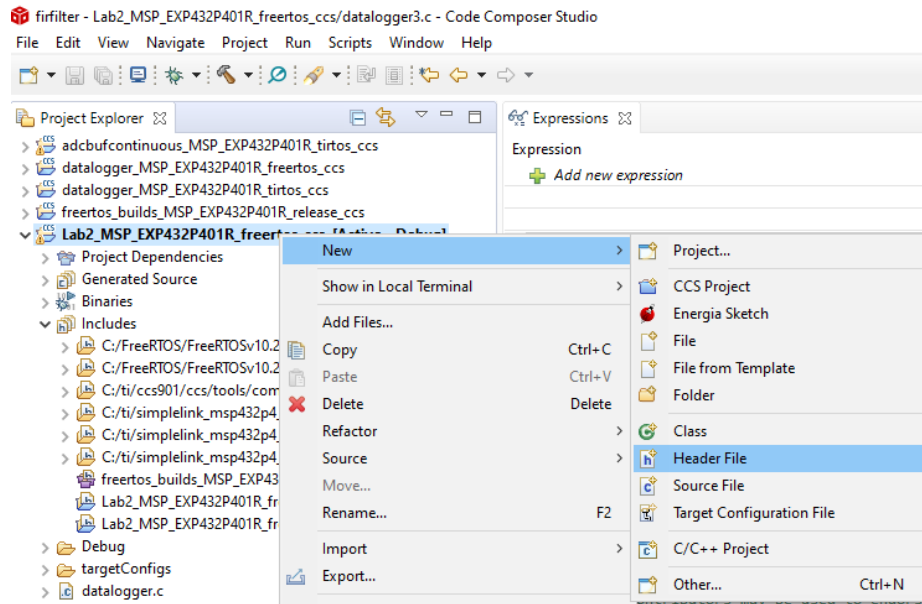 firfilter - Lab2_MSP_EXP432P401R_freertos_ccs/datalogger3.c - Code Composer Studio
File Edit View Navigate Project Run Scripts Window Help
Project Explorer
adcbufcontinuous_MSP_EXP432P401R_tirtos_ccs
datalogger_MSP_EXP432P401R_freertos_ccs
datalogger_MSP_EXP432P401R_tirtos_ccs
freertos_builds_MSP_EXP432P401R_release_ccs
Lab2_MSP_EXP432P401R_freertos_ccs [Active - Debug]
Project Dependencies
Generated Source
Binaries
Includes
C:/FreeRTOS/FreeRTOSv10.2
C:/FreeRTOS/FreeRTOSv10.2
C:/ti/ccs901/ccs/tools/com
C:/ti/simplelink_msp432p4
C:/ti/simplelink_msp432p4
C:/ti/simplelink_msp432p4
freertos_builds_MSP_EXP43
Lab2_MSP_EXP432P401R_fr
Lab2_MSP_EXP432P401R_fr
Debug
targetConfigs
datalogger.c
Expressions
Expression
Add new expression
New
Show in Local Terminal
Add Files...
Copy Ctrl+C
Paste Ctrl+V
Delete Delete
Refactor
Source
Move...
Rename... F2
Import
Export...
Project...
CCS Project
Energia Sketch
File
File from Template
Folder
Class
Header File
Source File
Target Configuration File
C/C++ Project
Other... Ctrl+N